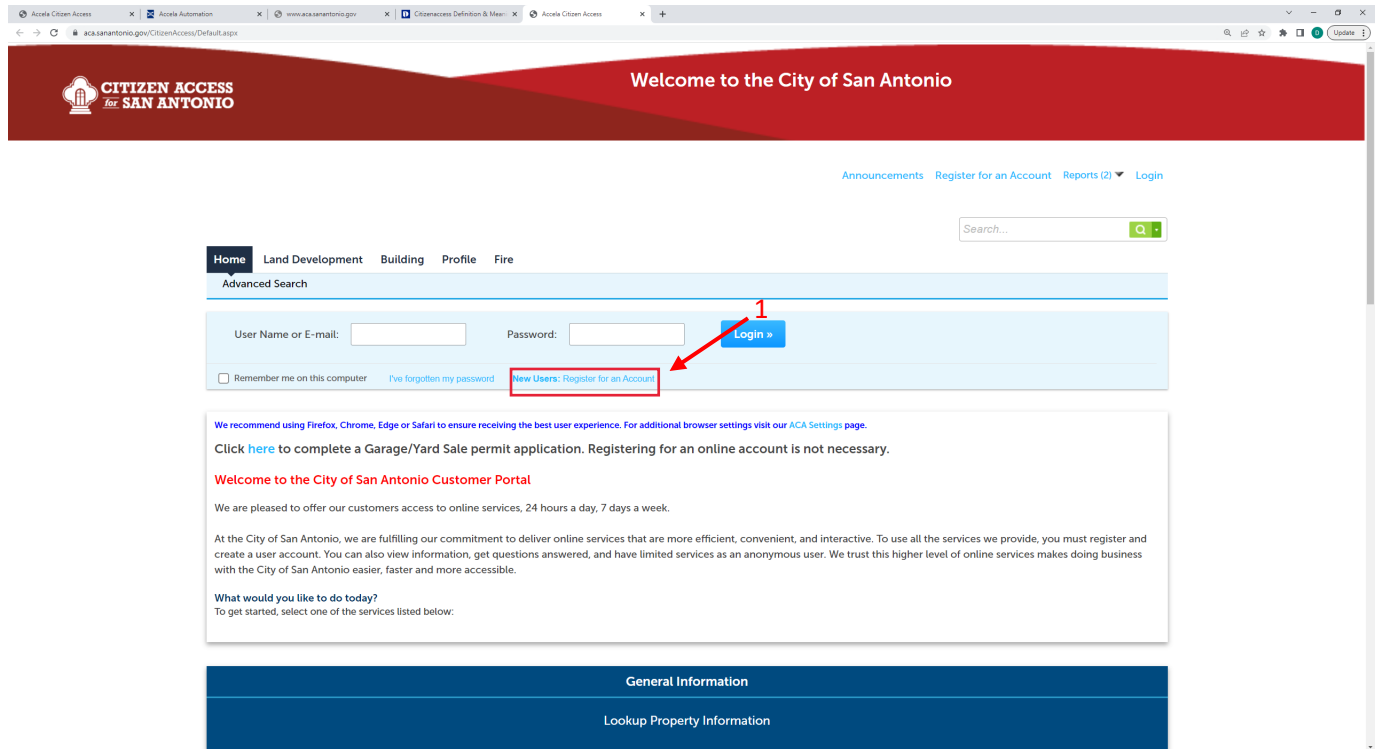 Accela Citizen Access
Accela Automation
www.aca.sanantonio.gov
Citizenaccess Definition & Mean
Accela Citizen Access
aca.sanantonio.gov/CitizenAccess/Default.aspx
D
Update
CITIZEN ACCESS
for SAN ANTONIO
Welcome to the City of San Antonio
Announcements Register for an Account Reports (2) Login
Search...
Home Land Development Building Profile Fire
Advanced Search
1
User Name or E-mail: Password: Login »
Remember me on this computer I've forgotten my password New Users: Register for an Account
We recommend using Firefox, Chrome, Edge or Safari to ensure receiving the best user experience. For additional browser settings visit our ACA Settings page.
Click here to complete a Garage/Yard Sale permit application. Registering for an online account is not necessary.
Welcome to the City of San Antonio Customer Portal
We are pleased to offer our customers access to online services, 24 hours a day, 7 days a week.
At the City of San Antonio, we are fulfilling our commitment to deliver online services that are more efficient, convenient, and interactive. To use all the services we provide, you must register and
create a user account. You can also view information, get questions answered, and have limited services as an anonymous user. We trust this higher level of online services makes doing business
with the City of San Antonio easier, faster and more accessible.
What would you like to do today?
To get started, select one of the services listed below:
General Information
Lookup Property Information